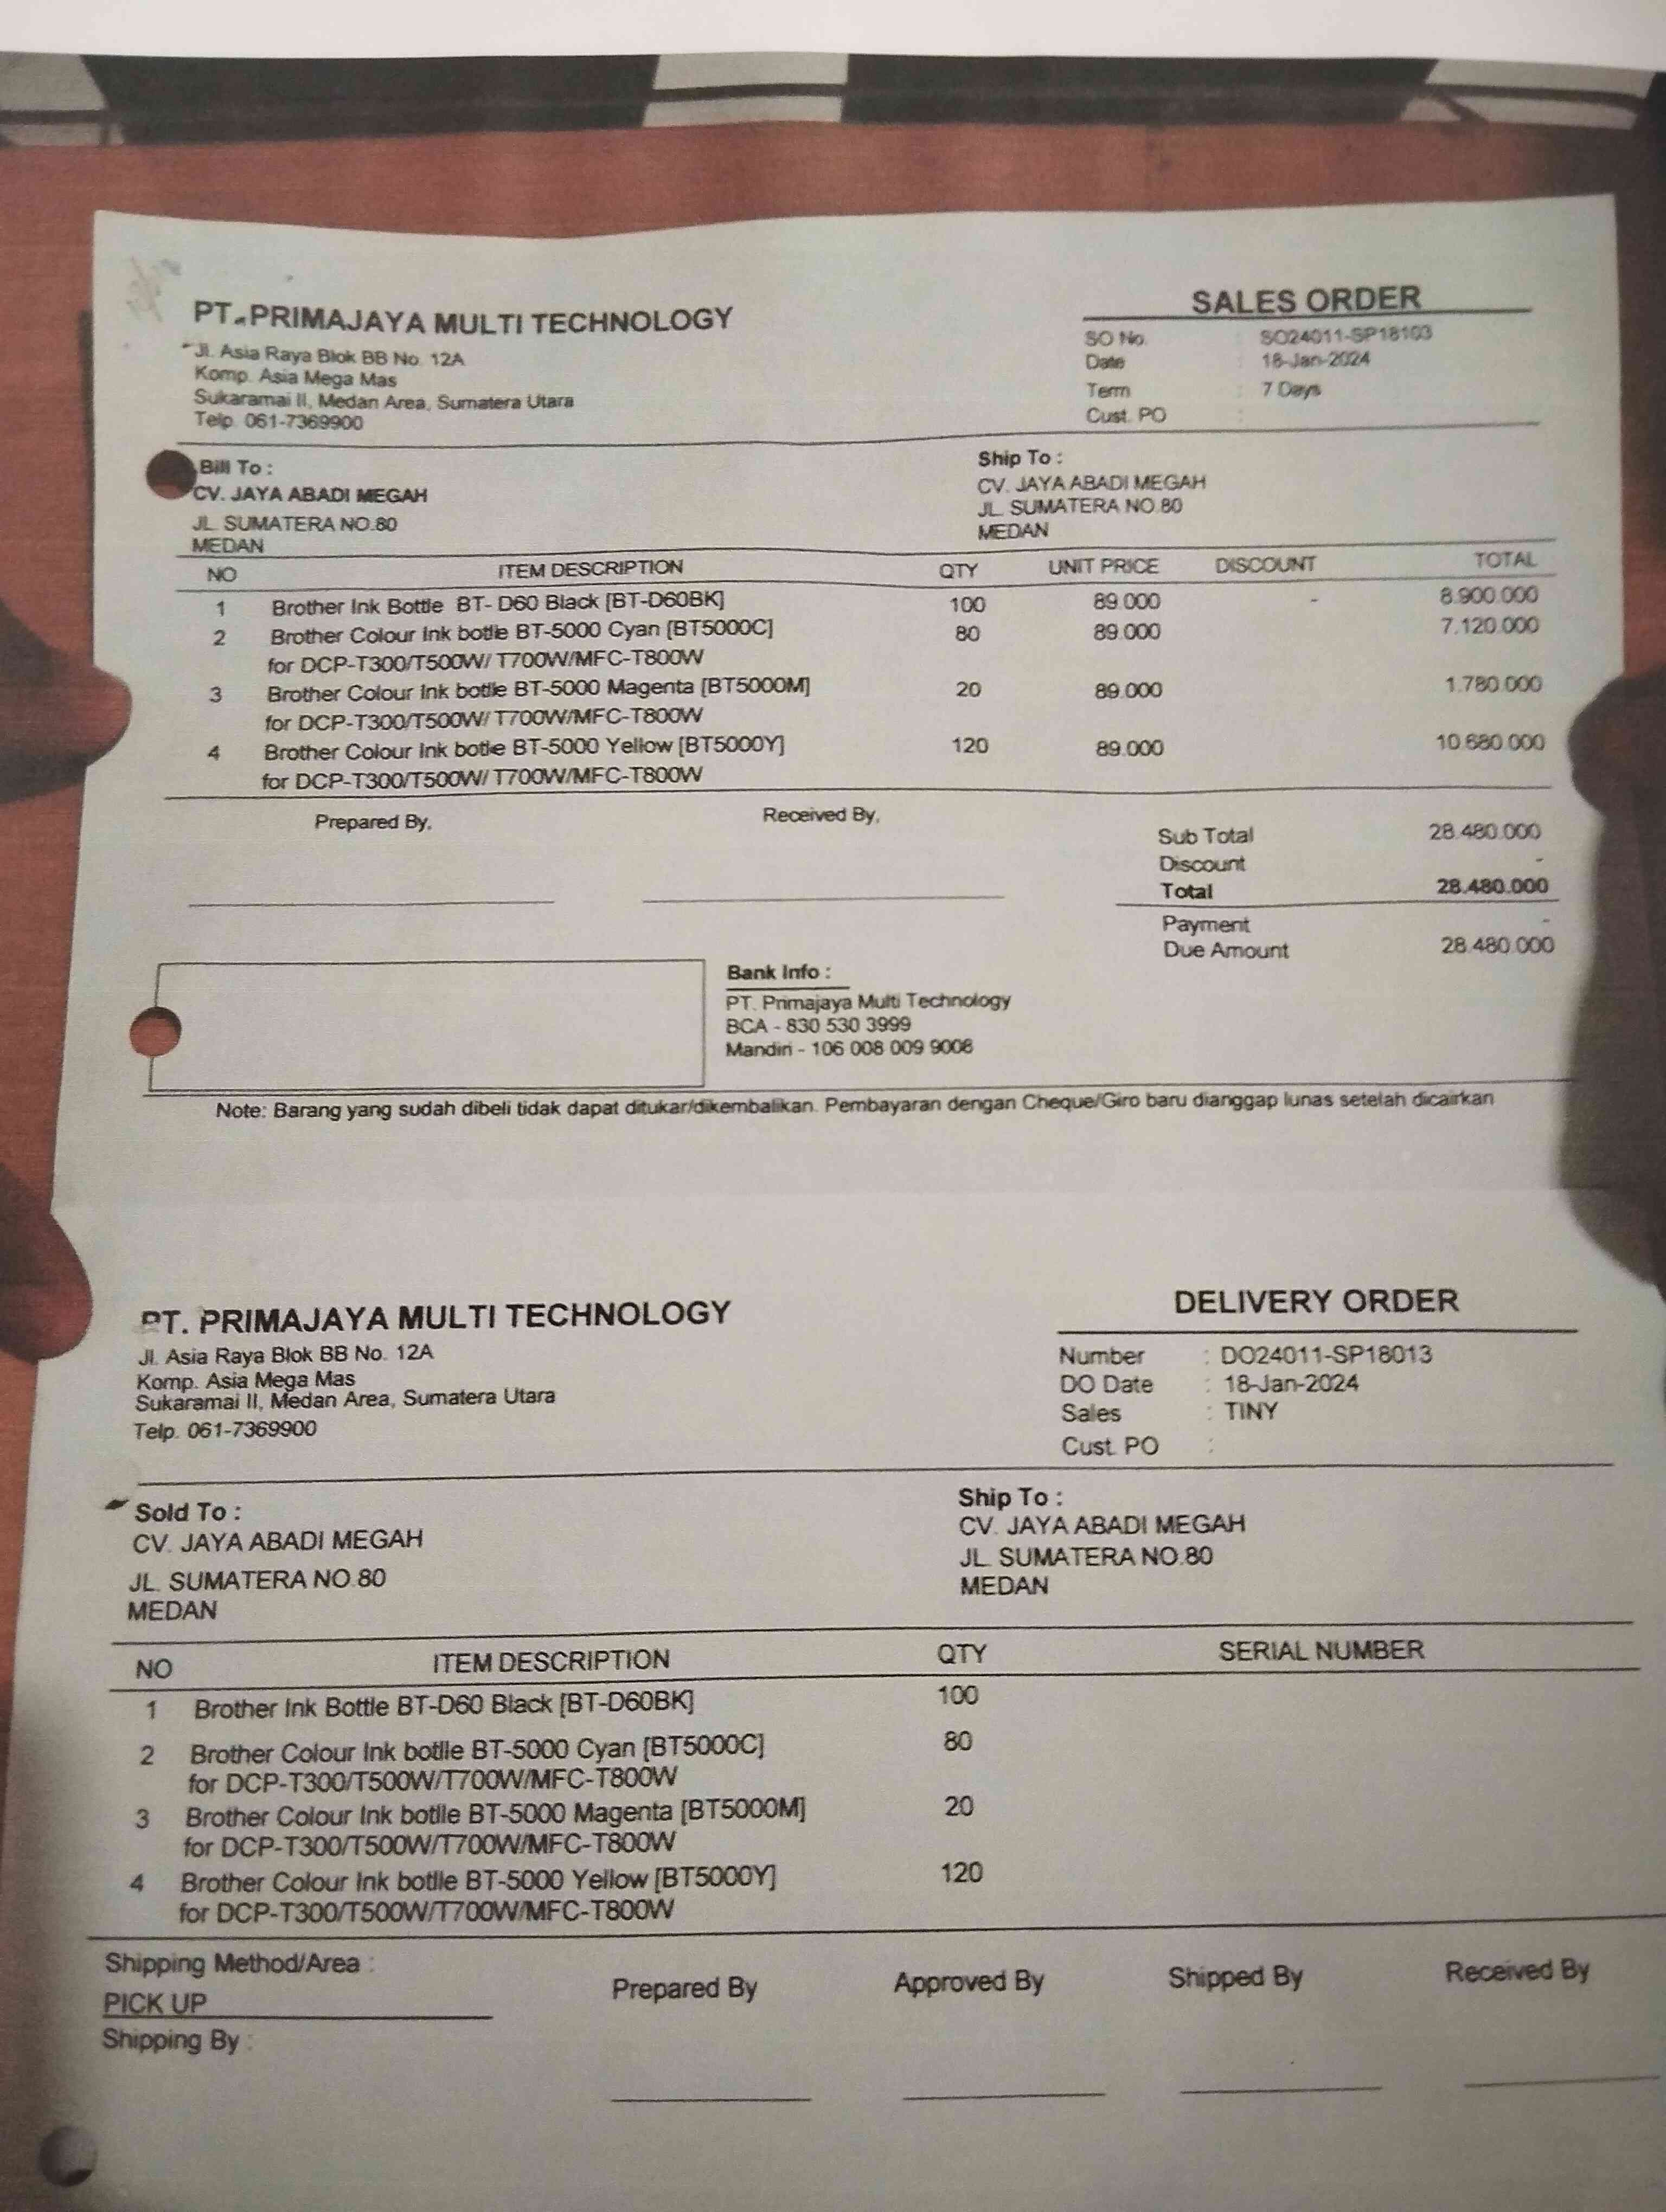 PT. PRIMAJAYA MULTI TECHNOLOGY
Jl. Asia Raya Blok BB No. 12A
Komp. Asia Mega Mas
Sukaramai II, Medan Area, Sumatera Utara
Telp. 061-7369900
SALES ORDER
SO No. : SO24011-SP18103
Date : 18-Jan-2024
Term : 7 Days
Cust. PO :
Bill To :
CV. JAYA ABADI MEGAH
JL. SUMATERA NO.80
MEDAN
Ship To :
CV. JAYA ABADI MEGAH
JL. SUMATERA NO.80
MEDAN
NO ITEM DESCRIPTION QTY UNIT PRICE DISCOUNT TOTAL
1 Brother Ink Bottle BT- D60 Black [BT-D60BK] 100 89.000 - 8.900.000
2 Brother Colour Ink botlle BT-5000 Cyan [BT5000C] 80 89.000 7.120.000
for DCP-T300/T500W/ T700W/MFC-T800W
3 Brother Colour Ink botlle BT-5000 Magenta [BT5000M] 20 89.000 1.780.000
for DCP-T300/T500W/ T700W/MFC-T800W
4 Brother Colour Ink botlle BT-5000 Yellow [BT5000Y] 120 89.000 10.680.000
for DCP-T300/T500W/ T700W/MFC-T800W
Prepared By, Received By,
Sub Total 28.480.000
Discount -
Total 28.480.000
Payment -
Due Amount 28.480.000
Bank Info :
PT. Primajaya Multi Technology
BCA - 830 530 3999
Mandiri - 106 008 009 9008
Note: Barang yang sudah dibeli tidak dapat ditukar/dikembalikan. Pembayaran dengan Cheque/Giro baru dianggap lunas setelah dicairkan
PT. PRIMAJAYA MULTI TECHNOLOGY
Jl. Asia Raya Blok BB No. 12A
Komp. Asia Mega Mas
Sukaramai II, Medan Area, Sumatera Utara
Telp. 061-7369900
DELIVERY ORDER
Number : DO24011-SP18013
DO Date : 18-Jan-2024
Sales : TINY
Cust. PO :
Sold To :
CV. JAYA ABADI MEGAH
JL. SUMATERA NO.80
MEDAN
Ship To :
CV. JAYA ABADI MEGAH
JL. SUMATERA NO.80
MEDAN
NO ITEM DESCRIPTION QTY SERIAL NUMBER
1 Brother Ink Bottle BT-D60 Black [BT-D60BK] 100
2 Brother Colour Ink botlle BT-5000 Cyan [BT5000C] 80
for DCP-T300/T500W/T700W/MFC-T800W
3 Brother Colour Ink botlle BT-5000 Magenta [BT5000M] 20
for DCP-T300/T500W/T700W/MFC-T800W
4 Brother Colour Ink botlle BT-5000 Yellow [BT5000Y] 120
for DCP-T300/T500W/T700W/MFC-T800W
Shipping Method/Area :
PICK UP
Shipping By :
Prepared By Approved By Shipped By Received By